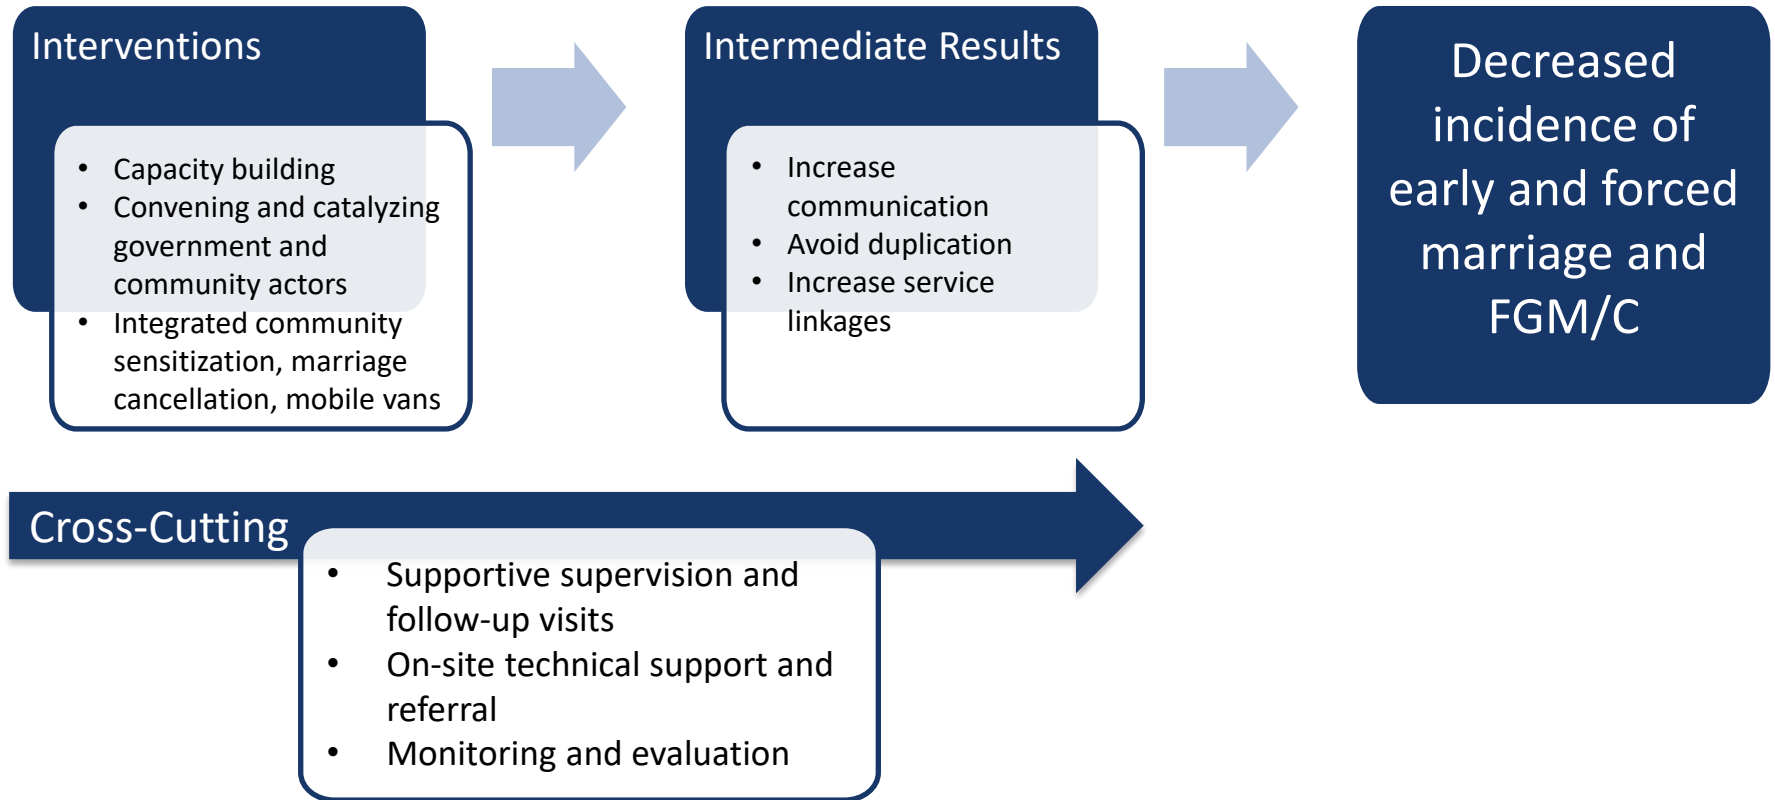 Interventions
• Capacity building
• Convening and catalyzing
government and
community actors
• Integrated community
sensitization, marriage
cancellation, mobile vans
Intermediate Results
• Increase
communication
• Avoid duplication
• Increase service
linkages
Decreased
incidence of
early and forced
marriage and
FGM/C
Cross-Cutting
• Supportive supervision and
follow-up visits
• On-site technical support and
referral
• Monitoring and evaluation